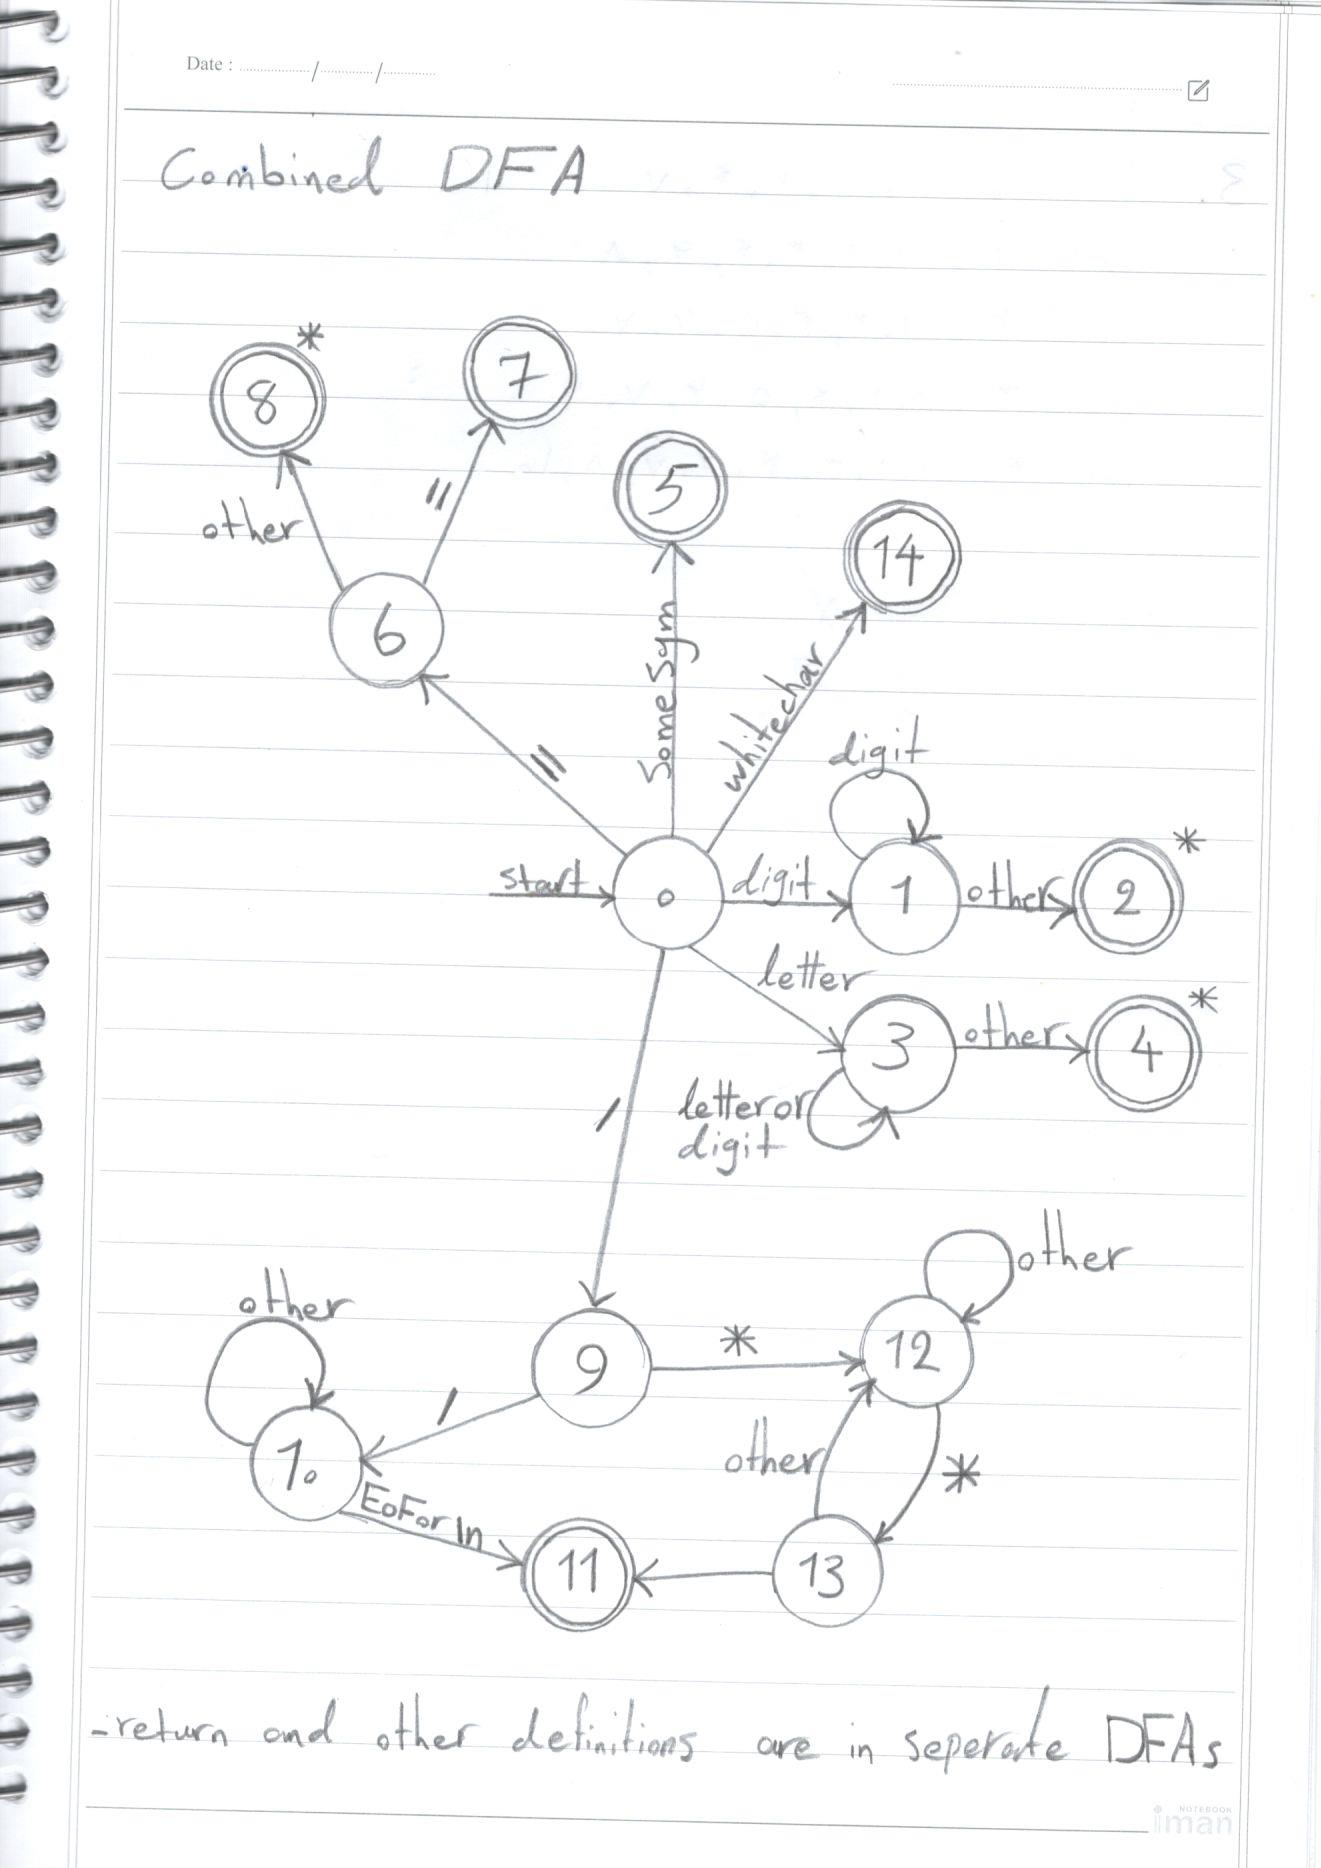 Date : / /
Combined DFA
8 *
7
other
=
5
14
6
=
Some Sym
whitechar
digit
start
0
digit
1
other
2 *
letter
3
other
4 *
/
letter or
digit
other
other
9
*
12
/
10
other
*
EOF or \n
11
13
-return and other definitions are in seperate DFAs
NOTEBOOK
iman